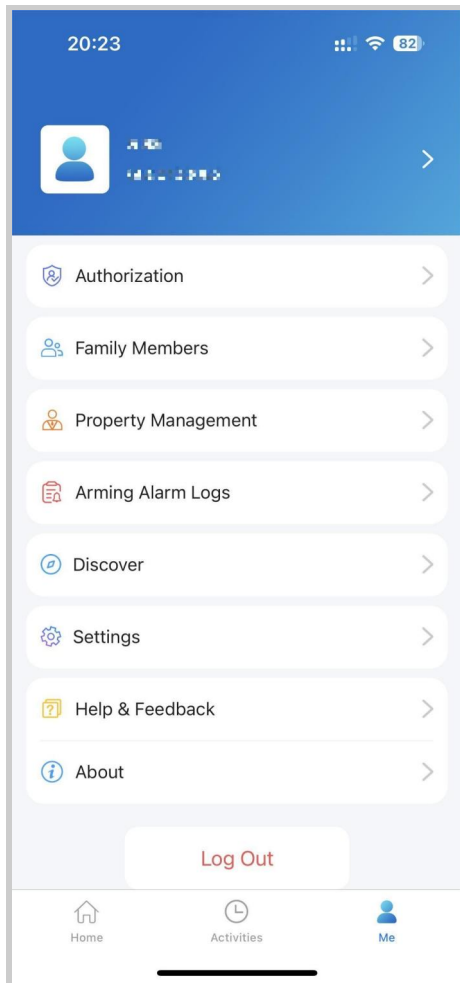 20:23
82
Authorization
Family Members
Property Management
Arming Alarm Logs
Discover
Settings
Help & Feedback
About
Log Out
Home
Activities
Me